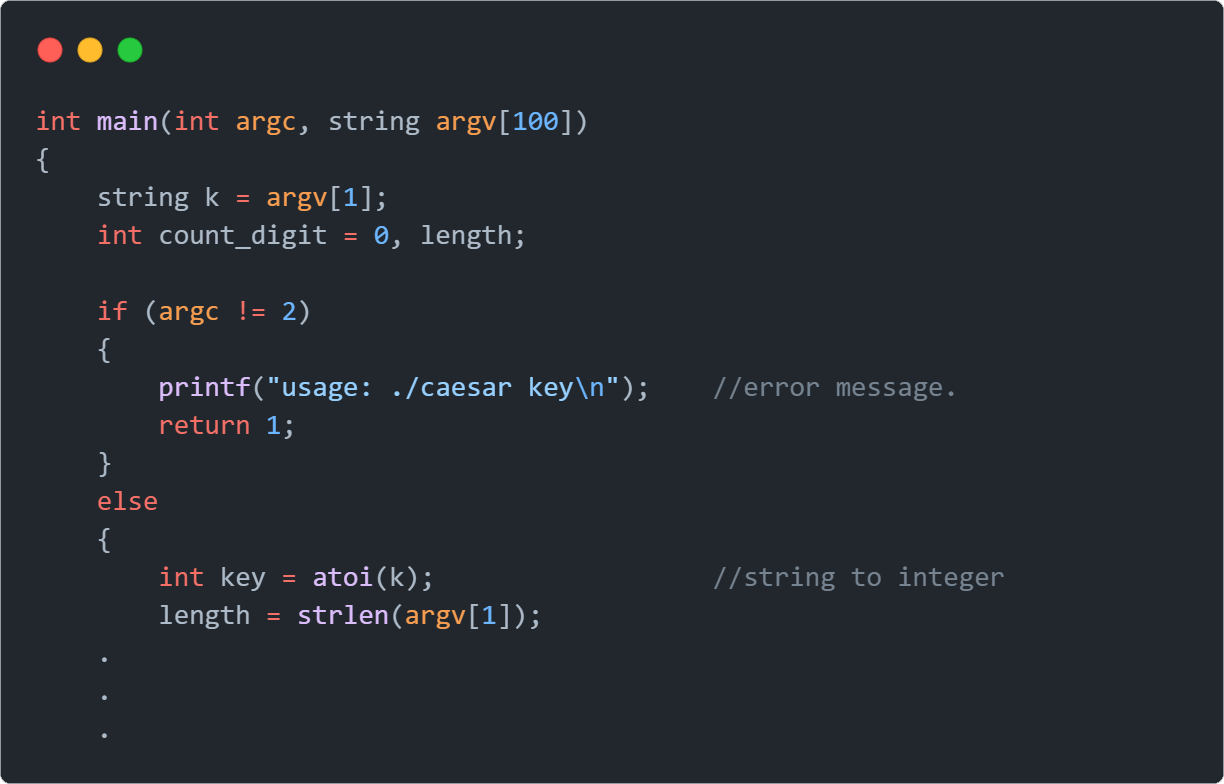 int main(int argc, string argv[100])
{
    string k = argv[1];
    int count_digit = 0, length;

    if (argc != 2)
    {
        printf("usage: ./caesar key\n");    //error message.
        return 1;
    }
    else
    {
        int key = atoi(k);                  //string to integer
        length = strlen(argv[1]);
    .
    .
    .